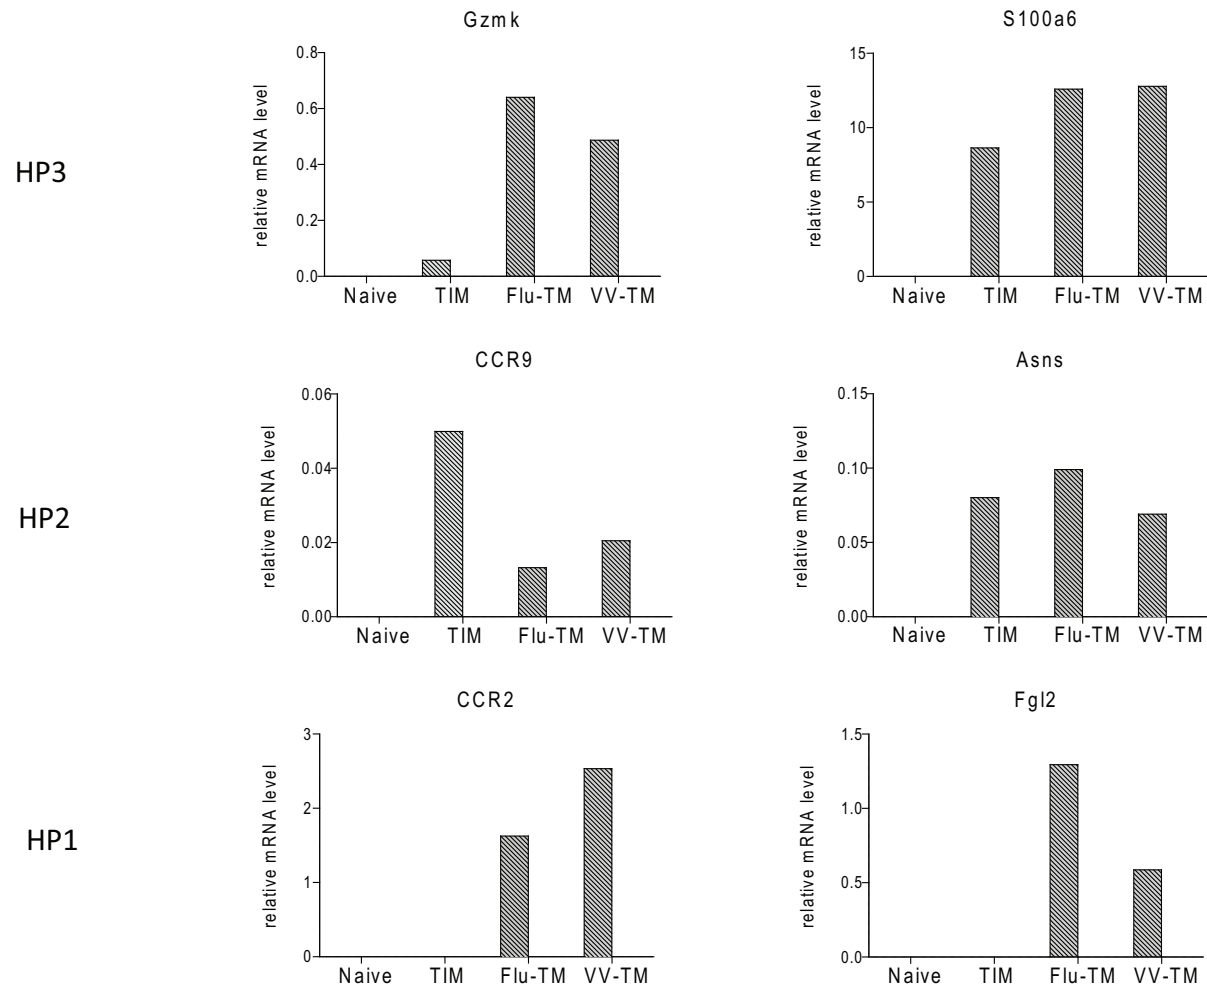 Gzmk
S100a6
HP3
relative mRNA level
0.8
0.6
0.4
0.2
0.0
Naive TIM Flu-TM VV-TM
relative mRNA level
15
10
5
0
Naive TIM Flu-TM VV-TM
CCR9
Asns
HP2
relative mRNA level
0.06
0.04
0.02
0.00
Naive TIM Flu-TM VV-TM
relative mRNA level
0.15
0.10
0.05
0.00
Naive TIM Flu-TM VV-TM
CCR2
Fgl2
HP1
relative mRNA level
3
2
1
0
Naive TIM Flu-TM VV-TM
relative mRNA level
1.5
1.0
0.5
0.0
Naive TIM Flu-TM VV-TM